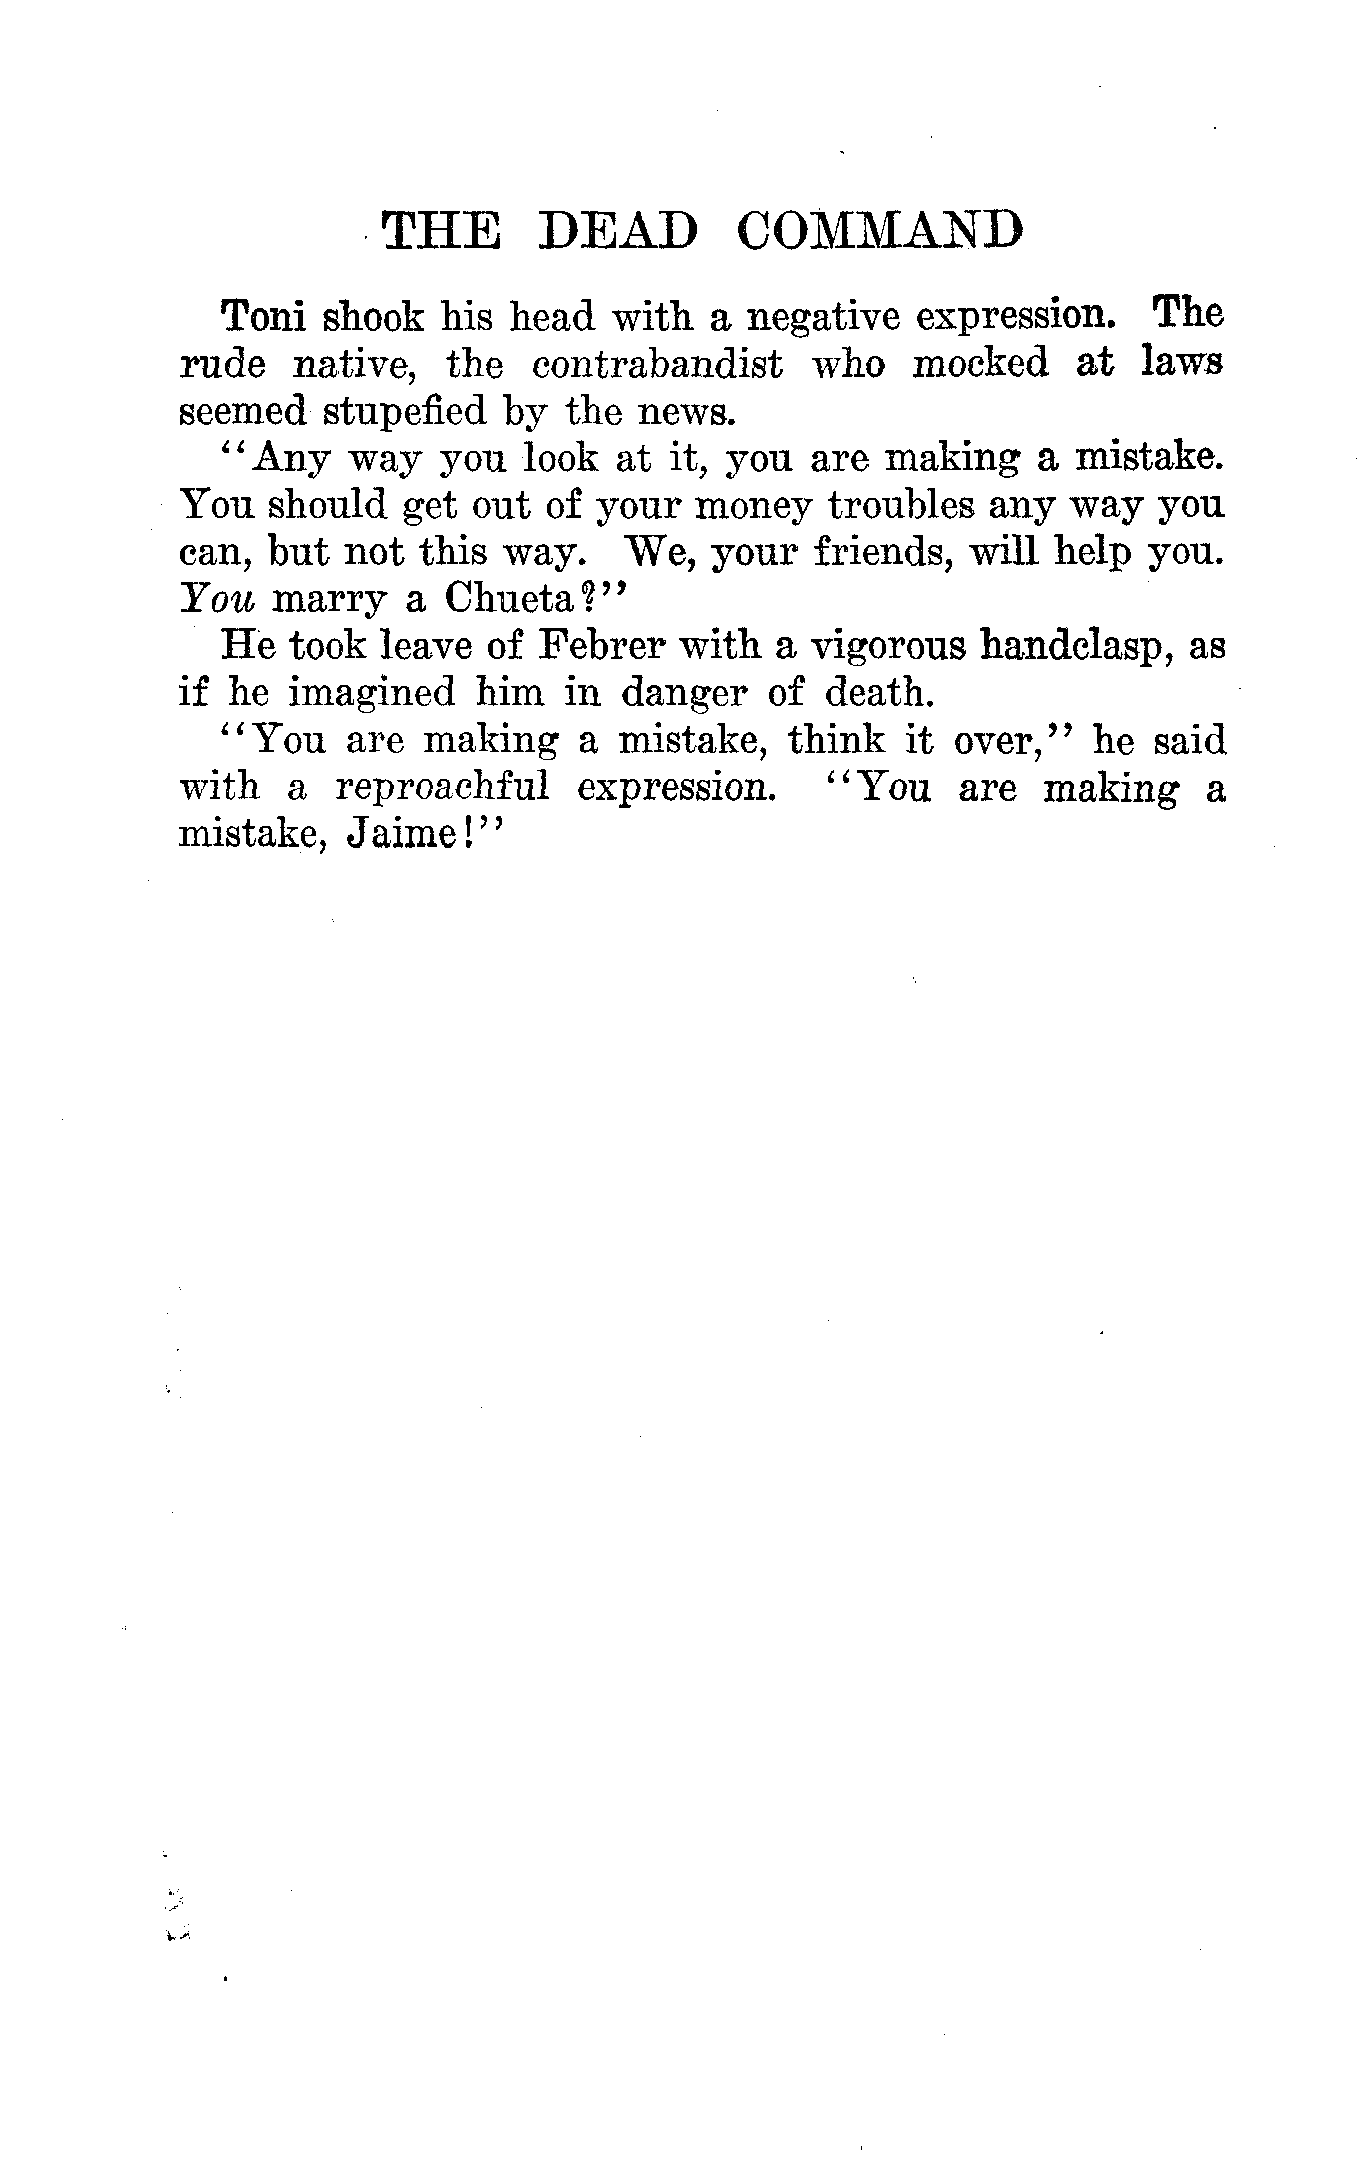 THE DEAD COMMAND
Toni shook his head with a negative expression. The
rude native, the contrabandist who mocked at laws
seemed stupefied by the news.
"Any way you look at it, you are making a mistake.
You should get out of your money troubles any way you
can, but not this way. We, your friends, will help you.
You marry a Chueta?"
He took leave of Febrer with a vigorous handclasp, as
if he imagined him in danger of death.
"You are making a mistake, think it over," he said
with a reproachful expression. "You are making a
mistake, Jaime!"